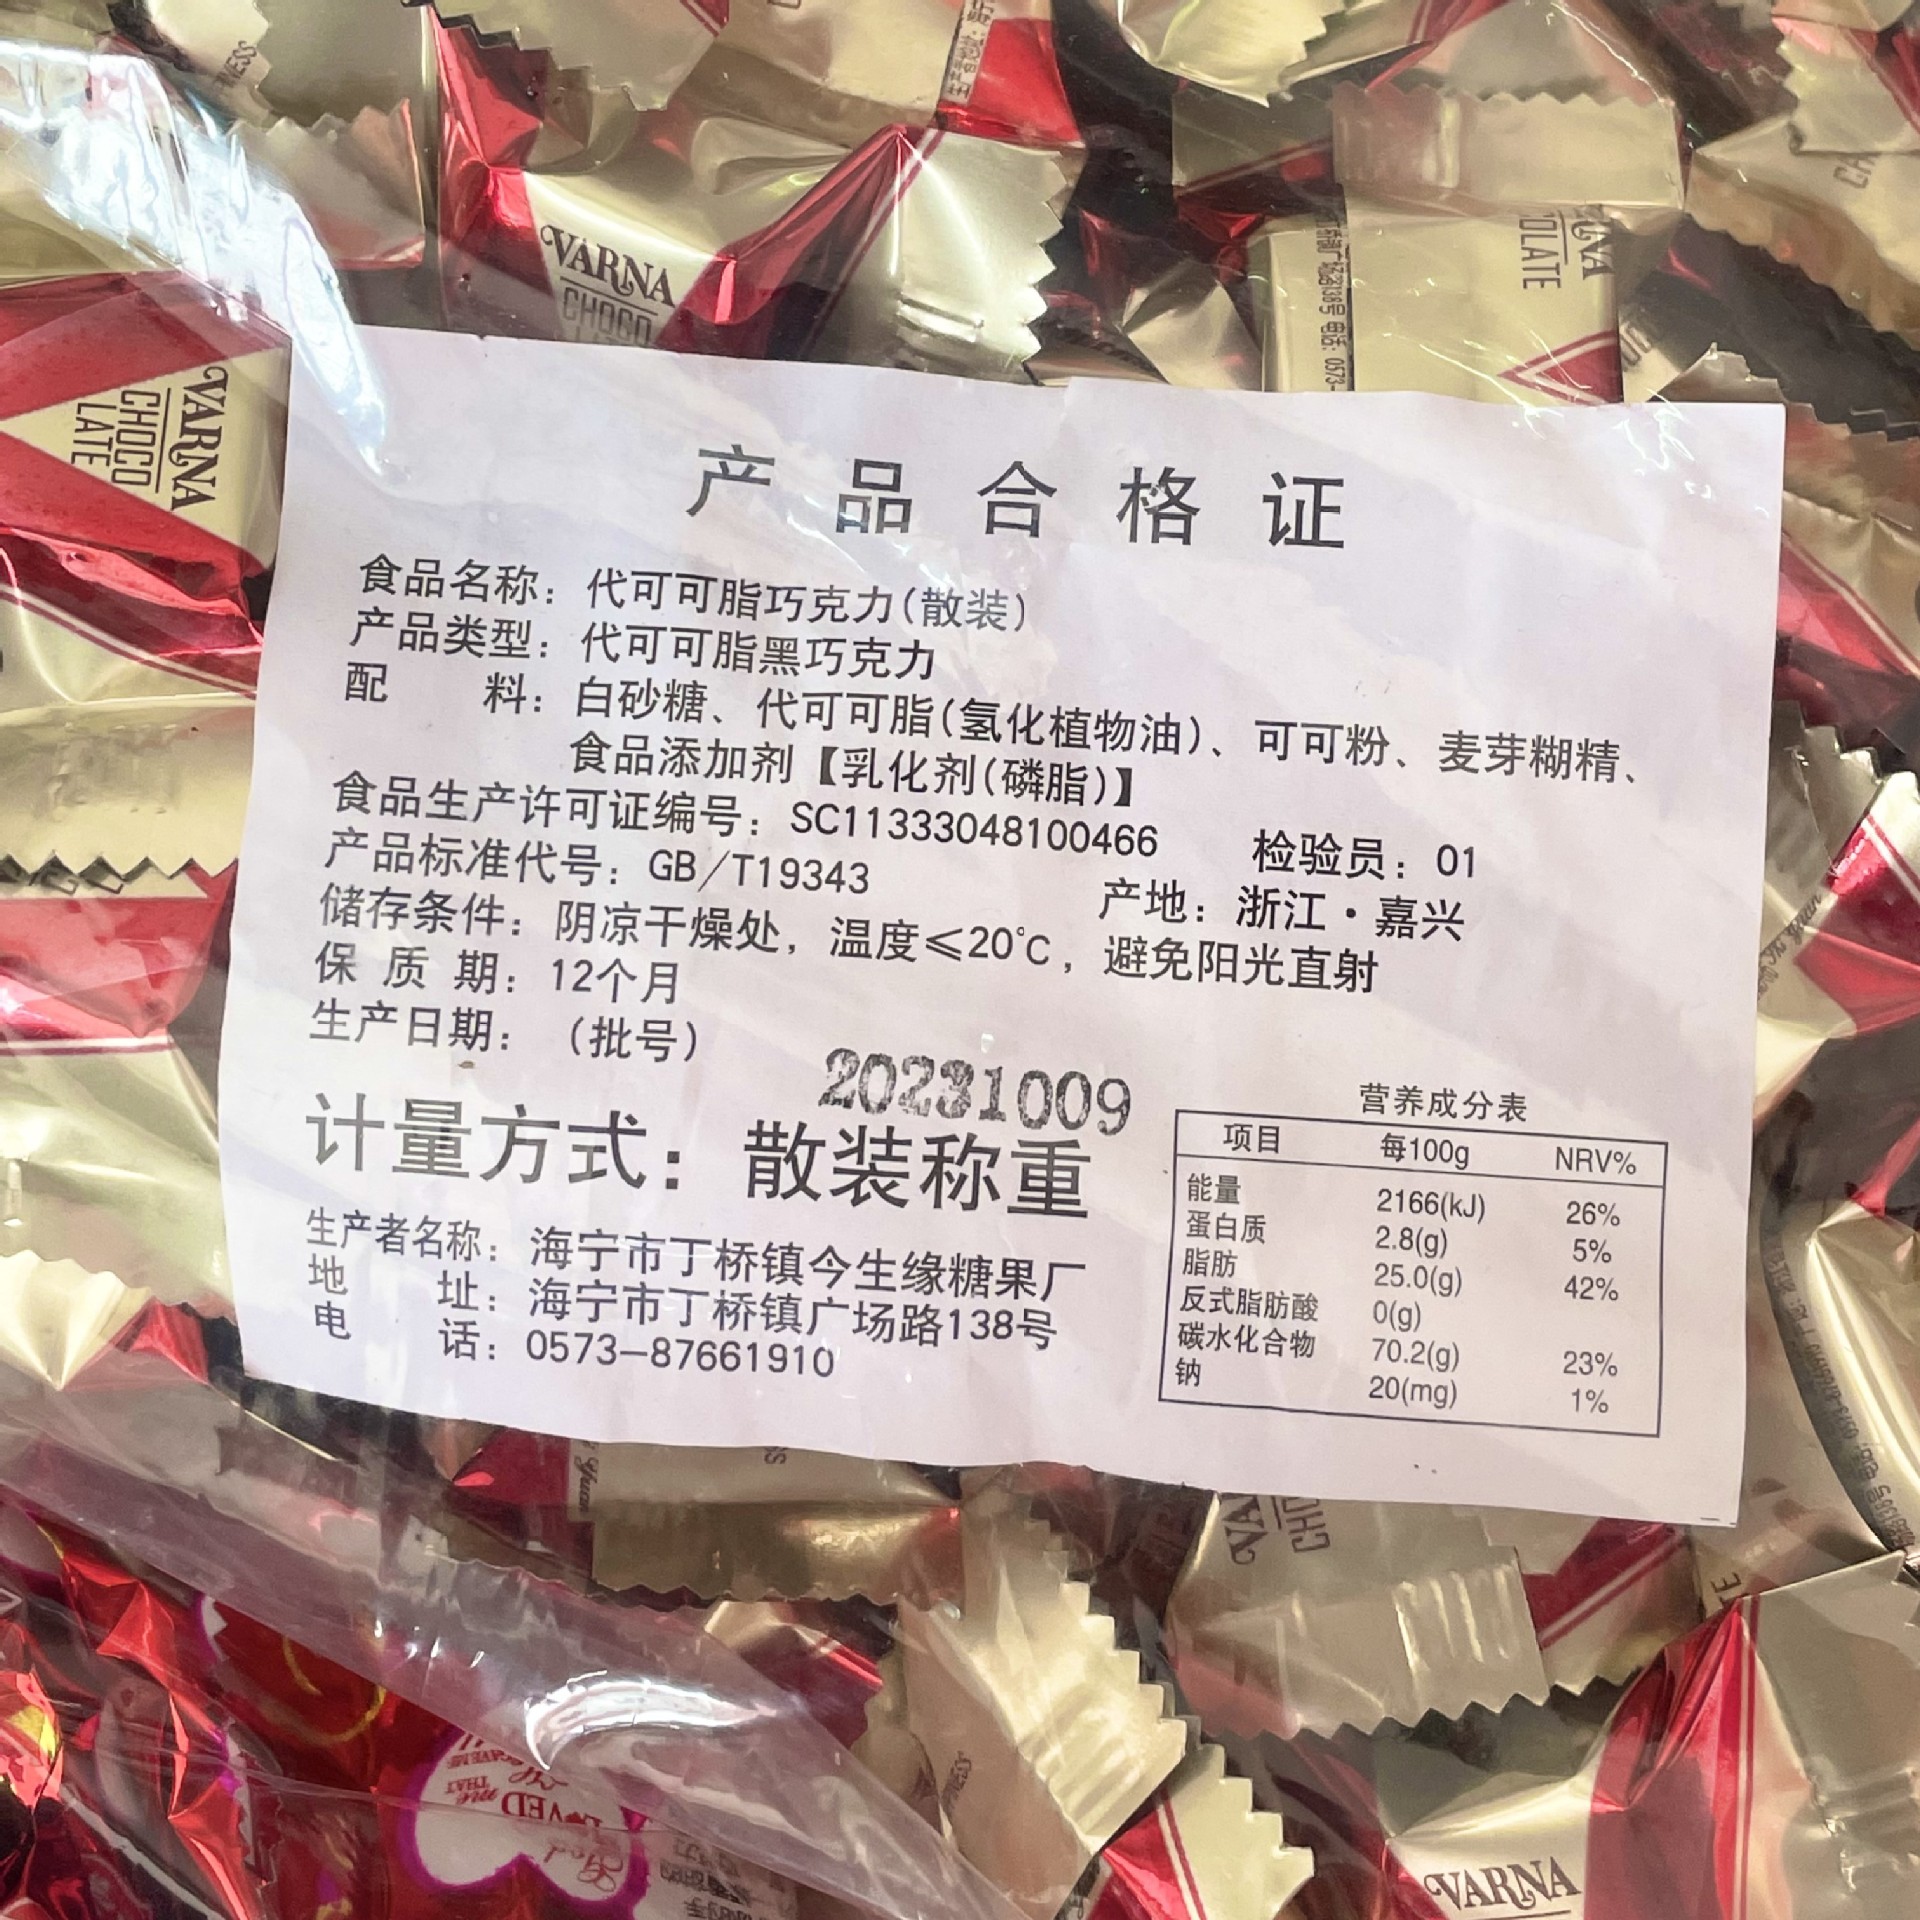 VARNA
CHOCO
VARNA
CHOCO
LATE
OLATE
产品合格证
食品名称：代可可脂巧克力(散装)
产品类型：代可可脂黑巧克力
配 料：白砂糖、代可可脂(氢化植物油)、可可粉、麦芽糊精、
食品添加剂【乳化剂(磷脂)】
食品生产许可证编号：SC11333048100466 检验员：01
产品标准代号：GB/T19343 产地：浙江·嘉兴
储存条件：阴凉干燥处，温度≤20℃，避免阳光直射
保质期：12个月
生产日期：（批号）
20231009
计量方式：散装称重
生产者名称：海宁市丁桥镇今生缘糖果厂
地 址：海宁市丁桥镇广场路138号
电 话：0573—87661910
营养成分表
项目 每100g NRV%
能量 2166(kJ) 26%
蛋白质 2.8(g) 5%
脂肪 25.0(g) 42%
反式脂肪酸 0(g)
碳水化合物 70.2(g) 23%
钠 20(mg) 1%
VARNA